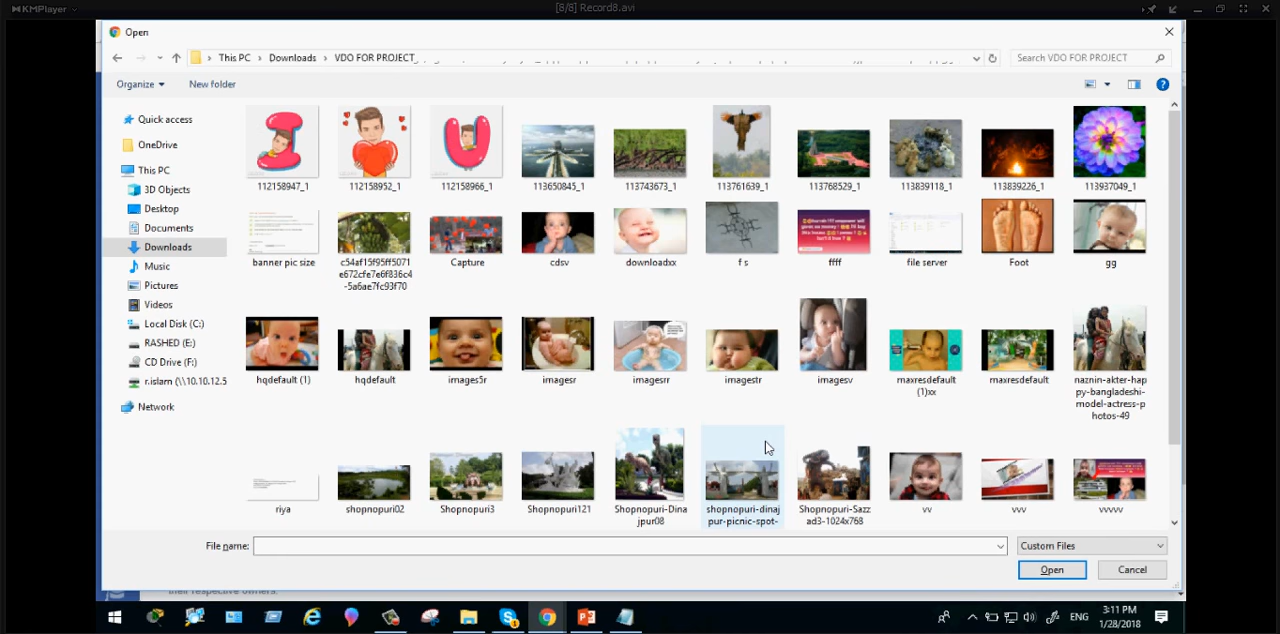 KMPlayer
[8/8] Record8.avi
Open
This PC > Downloads > VDO FOR PROJECT
Search VDO FOR PROJECT
Organize
New folder
Quick access
OneDrive
This PC
3D Objects
Desktop
Documents
Downloads
Music
Pictures
Videos
Local Disk (C:)
RASHED (E:)
CD Drive (F:)
r.islam (\\10.10.12.5
Network
112158947_1
112158952_1
112158966_1
113650845_1
113743673_1
113761639_1
113768529_1
113839118_1
113839226_1
113937049_1
banner pic size
c54af15f95ff5071
e672cfe7e6f836c4
-5a6ae7fc93f70
Capture
cdsv
downloadxx
f s
ffff
file server
Foot
gg
hqdefault (1)
hqdefault
images5r
imagesr
imagesrr
imagestr
imagesv
maxresdefault
(1)xx
maxresdefault
naznin-akter-hap
py-bangladeshi-
model-actress-p
hotos-49
riya
shopnopuri02
Shopnopuri3
Shopnopuri121
Shopnopuri-Dina
jpur08
shopnopuri-dinaj
pur-picnic-spot-
Shopnopuri-Sazz
ad3-1024x768
vv
vvv
vvvvv
File name:
Custom Files
Open
Cancel
their respective owners.
ENG
3:11 PM
1/28/2018